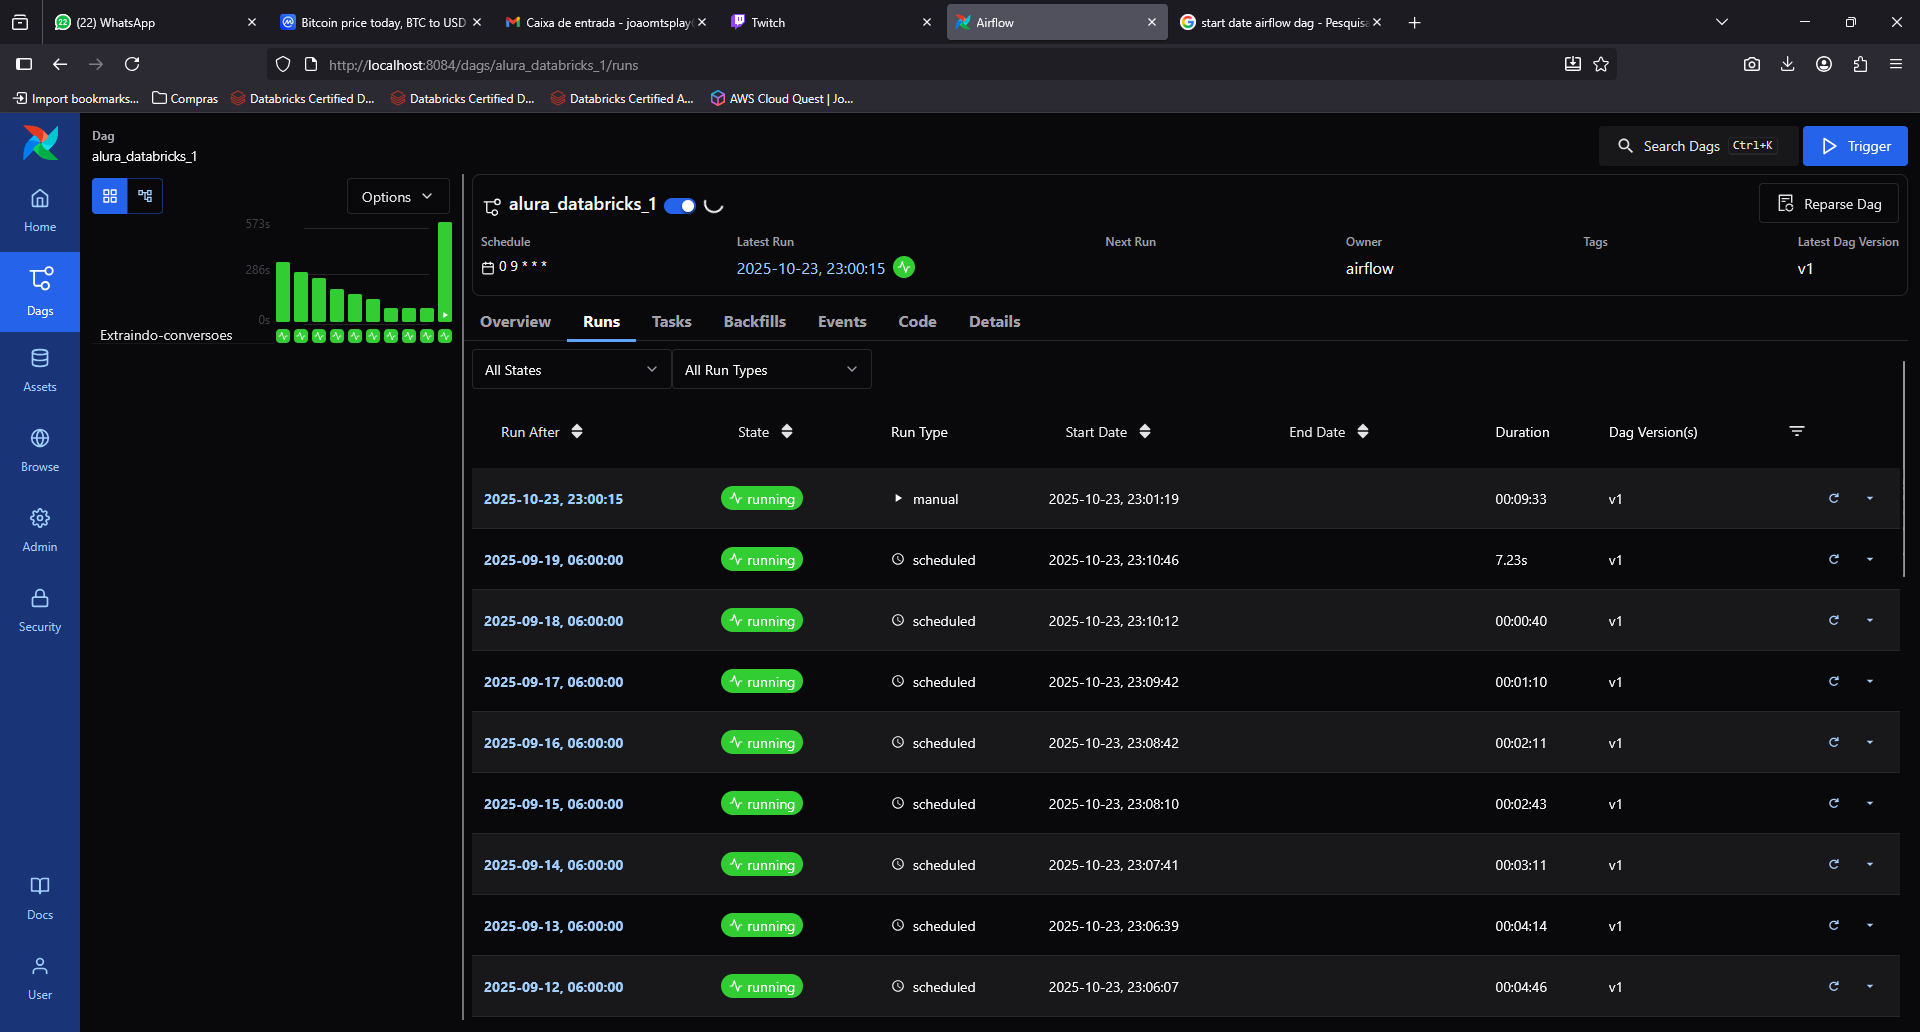 (22) WhatsApp
Bitcoin price today, BTC to USD
Caixa de entrada - joaomtsplay
Twitch
Airflow
start date airflow dag - Pesquisa
http://localhost:8084/dags/alura_databricks_1/runs
Import bookmarks...
Compras
Databricks Certified D...
Databricks Certified D...
Databricks Certified A...
AWS Cloud Quest | Jo...
Dag
alura_databricks_1
Search Dags Ctrl+K
Trigger
Home
Dags
Assets
Browse
Admin
Security
Docs
User
Options
573s
286s
0s
Extraindo-conversoes
alura_databricks_1
Reparse Dag
Schedule Latest Run Next Run Owner Tags Latest Dag Version
0 9 * * * 2025-10-23, 23:00:15 airflow v1
Overview Runs Tasks Backfills Events Code Details
All States All Run Types
Run After State Run Type Start Date End Date Duration Dag Version(s)
2025-10-23, 23:00:15 running manual 2025-10-23, 23:01:19 00:09:33 v1
2025-09-19, 06:00:00 running scheduled 2025-10-23, 23:10:46 7.23s v1
2025-09-18, 06:00:00 running scheduled 2025-10-23, 23:10:12 00:00:40 v1
2025-09-17, 06:00:00 running scheduled 2025-10-23, 23:09:42 00:01:10 v1
2025-09-16, 06:00:00 running scheduled 2025-10-23, 23:08:42 00:02:11 v1
2025-09-15, 06:00:00 running scheduled 2025-10-23, 23:08:10 00:02:43 v1
2025-09-14, 06:00:00 running scheduled 2025-10-23, 23:07:41 00:03:11 v1
2025-09-13, 06:00:00 running scheduled 2025-10-23, 23:06:39 00:04:14 v1
2025-09-12, 06:00:00 running scheduled 2025-10-23, 23:06:07 00:04:46 v1